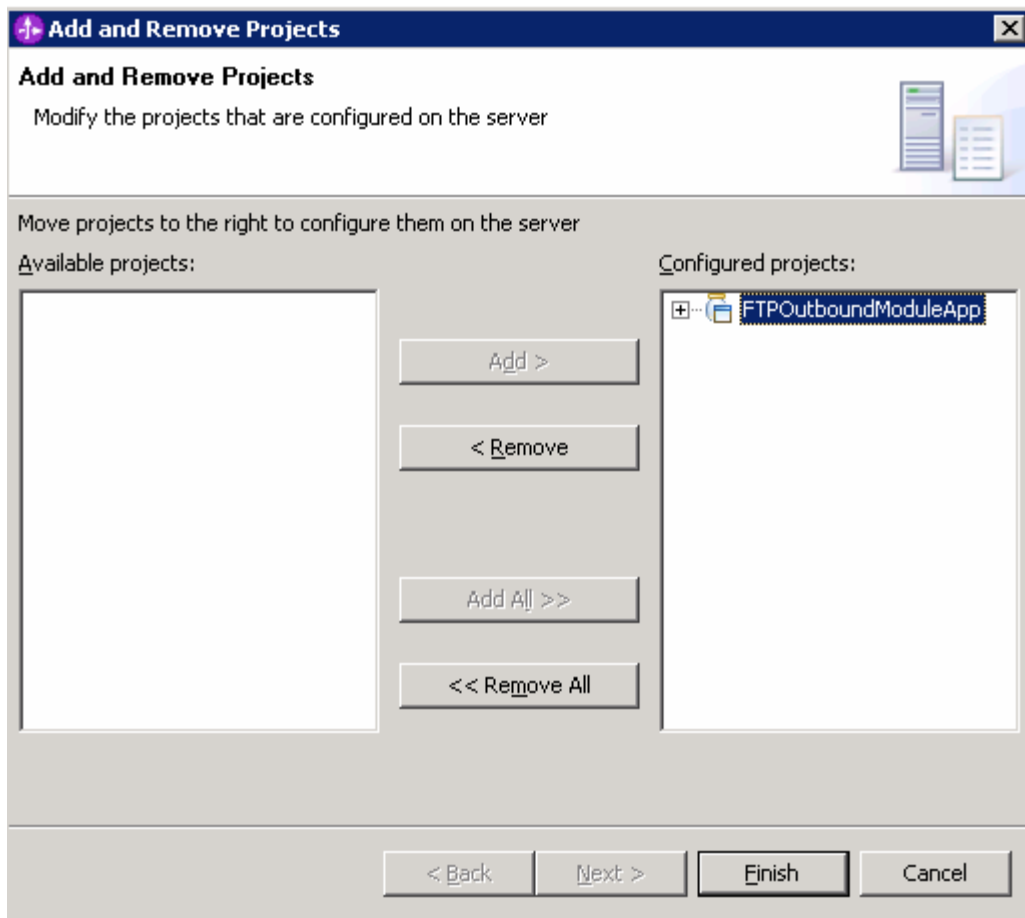 Add and Remove Projects
Add and Remove Projects
Modify the projects that are configured on the server
Move projects to the right to configure them on the server
Available projects:
Configured projects:
FTPOutboundModuleApp
Add >
< Remove
Add All >>
<< Remove All
< Back
Next >
Finish
Cancel